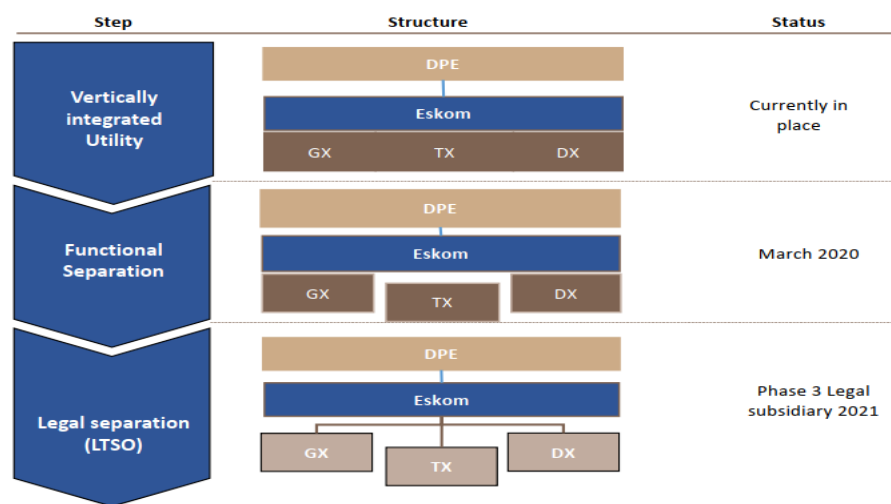 Step
Structure
Status
Vertically
integrated
Utility
DPE
Eskom
GX
TX
DX
Currently in
place
Functional
Separation
DPE
Eskom
GX
TX
DX
March 2020
Legal separation
(LTSO)
DPE
Eskom
GX
TX
DX
Phase 3 Legal
subsidiary 2021